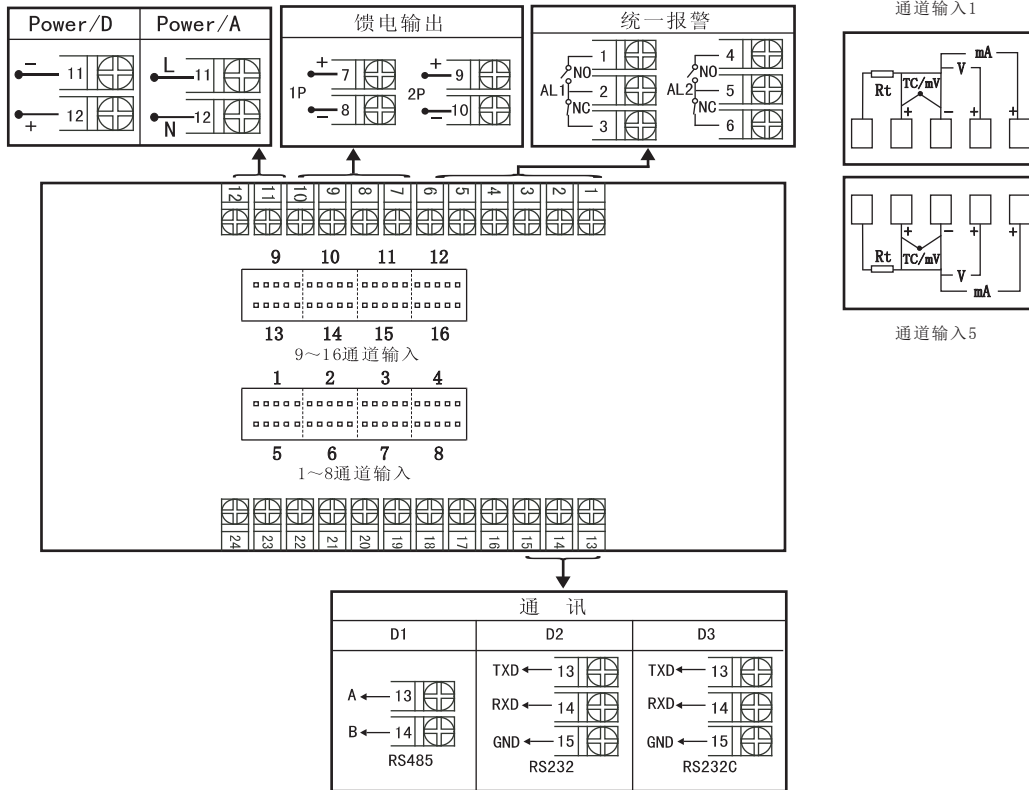 Power/D Power/A
- 11 L 11
+ 12 N 12
馈电输出
+ 7 + 9
1P 2P
- 8 - 10
统一报警
1 4
NO NO
AL1 2 AL2 5
NC NC
3 6
通道输入1
mA
V
Rt TC/mV
+ - + +
12 11 10 9 8 7 6 5 4 3 2 1
9 10 11 12
13 14 15 16
9～16通道输入
1 2 3 4
5 6 7 8
1～8通道输入
24 23 22 21 20 19 18 17 16 15 14 13
+ - + +
Rt TC/mV
V
mA
通道输入5
通 讯
D1 D2 D3
A 13
B 14
RS485
TXD 13
RXD 14
GND 15
RS232
TXD 13
RXD 14
GND 15
RS232C